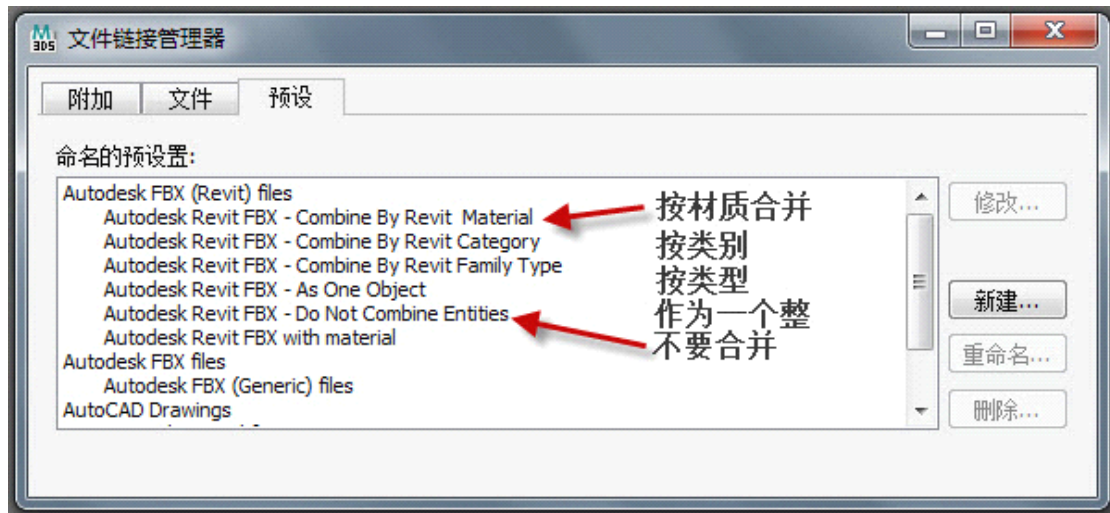 MAX 3DS 文件链接管理器
附加 文件 预设
命名的预设置:
Autodesk FBX (Revit) files
Autodesk Revit FBX - Combine By Revit Material 按材质合并 修改...
Autodesk Revit FBX - Combine By Revit Category 按类别
Autodesk Revit FBX - Combine By Revit Family Type 按类型
Autodesk Revit FBX - As One Object 作为一个整 新建...
Autodesk Revit FBX - Do Not Combine Entities 不要合并
Autodesk Revit FBX with material 重命名...
Autodesk FBX files
Autodesk FBX (Generic) files
AutoCAD Drawings 删除...